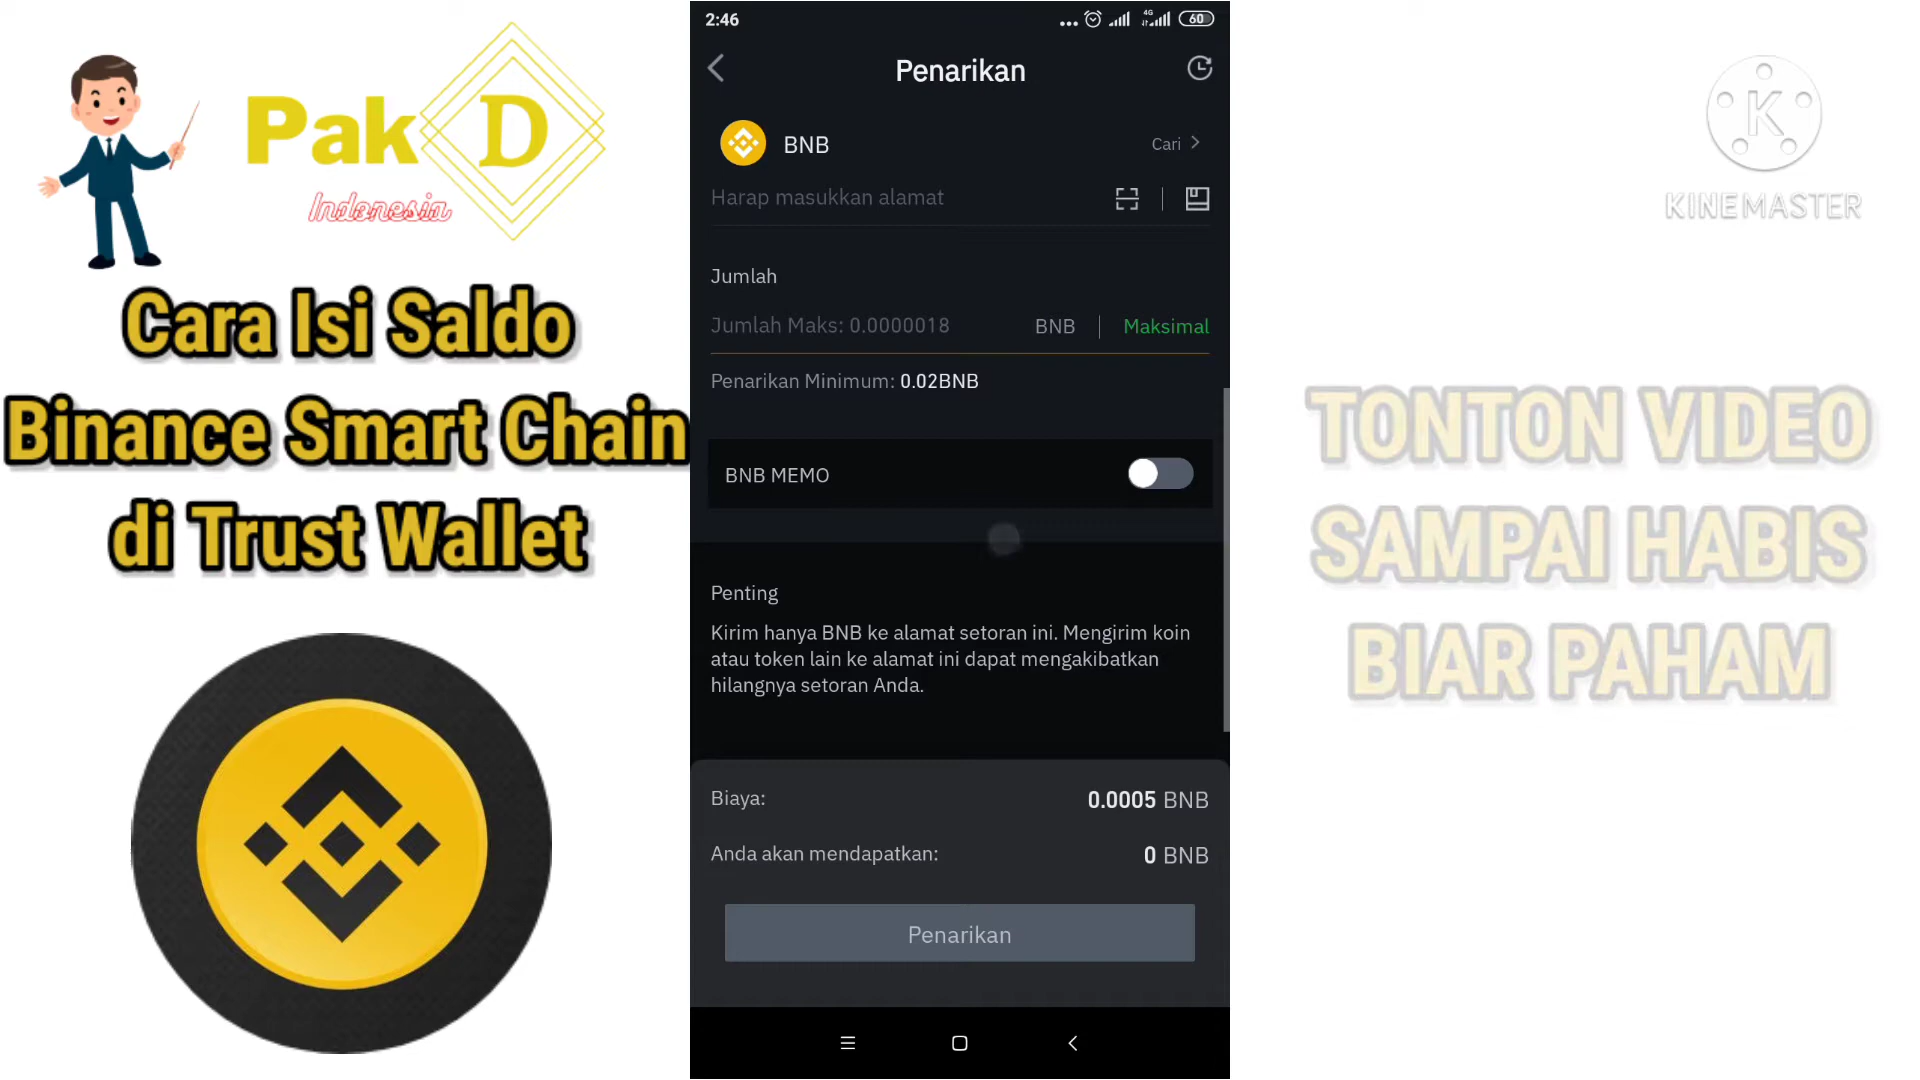 Pak D
Indonesia
Cara Isi Saldo
Binance Smart Chain
di Trust Wallet
2:46
4G
60
Penarikan
BNB
Cari
Harap masukkan alamat
Jumlah
Jumlah Maks: 0.0000018 BNB Maksimal
Penarikan Minimum: 0.02BNB
BNB MEMO
Penting
Kirim hanya BNB ke alamat setoran ini. Mengirim koin
atau token lain ke alamat ini dapat mengakibatkan
hilangnya setoran Anda.
Biaya: 0.0005 BNB
Anda akan mendapatkan: 0 BNB
Penarikan
K
KINEMASTER
TONTON VIDEO
SAMPAI HABIS
BIAR PAHAM